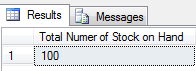 Results Messages
Total Numer of Stock on Hand
1 100